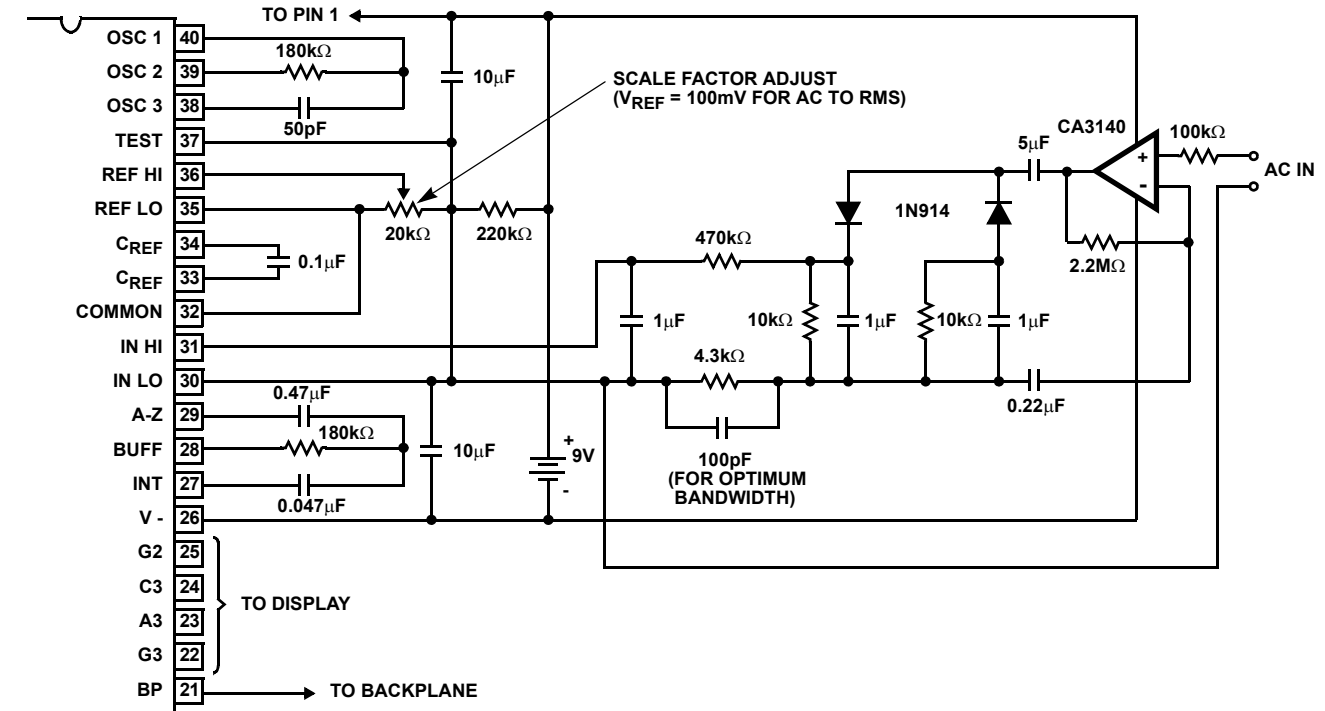 TO PIN 1
OSC 1 40
180kΩ
OSC 2 39
10µF
SCALE FACTOR ADJUST
(VREF = 100mV FOR AC TO RMS)
OSC 3 38
50pF
TEST 37
CA3140
100kΩ
5µF
+
-
AC IN
REF HI 36
REF LO 35
20kΩ
220kΩ
1N914
2.2MΩ
CREF 34
0.1µF
470kΩ
CREF 33
COMMON 32
1µF
10kΩ
1µF
10kΩ
1µF
IN HI 31
4.3kΩ
IN LO 30
0.47µF
0.22µF
A-Z 29
180kΩ
BUFF 28
10µF
+
9V
-
100pF
(FOR OPTIMUM
BANDWIDTH)
INT 27
0.047µF
V - 26
G2 25
C3 24
TO DISPLAY
A3 23
G3 22
BP 21
TO BACKPLANE